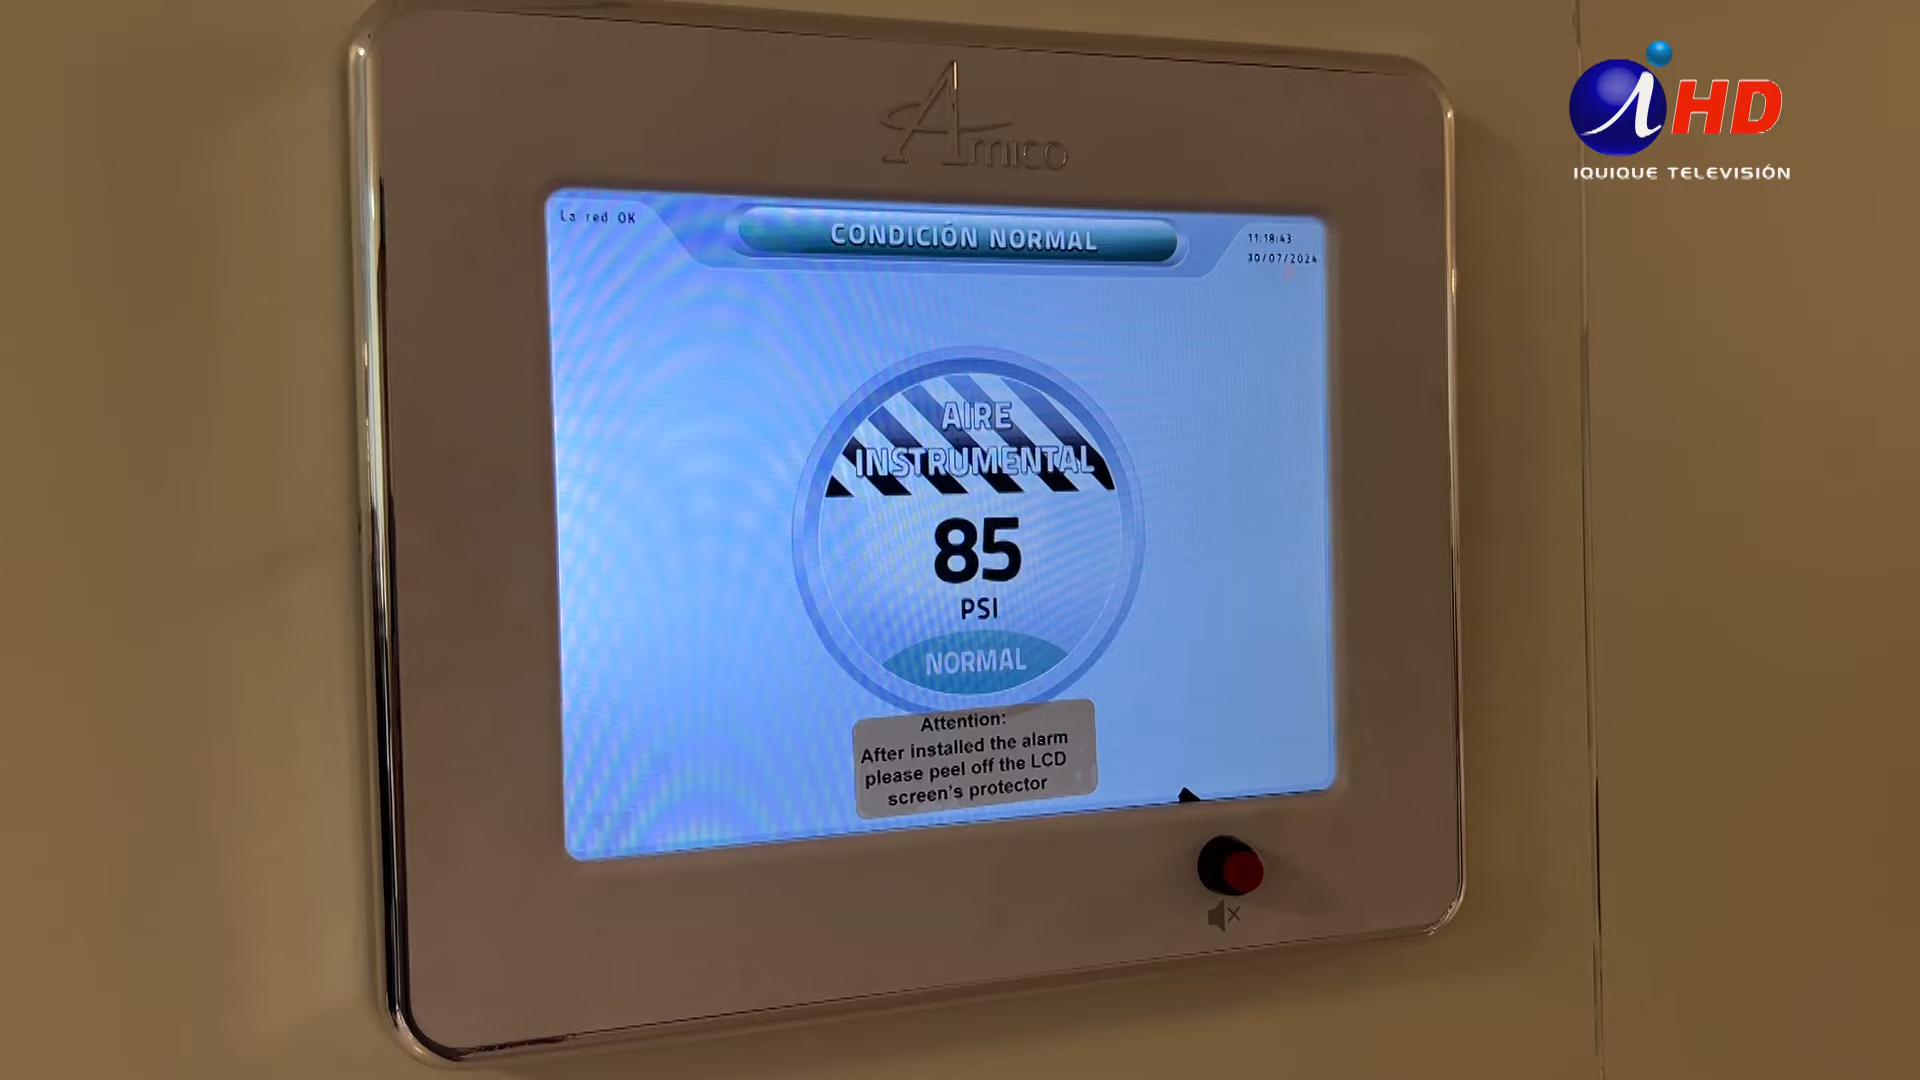 Amico
HD
IQUIQUE TELEVISIÓN
La red OK
CONDICIÓN NORMAL
11:18:43
30/07/2024
AIRE
INSTRUMENTAL
85
PSI
NORMAL
Attention:
After installed the alarm
please peel off the LCD
screen's protector